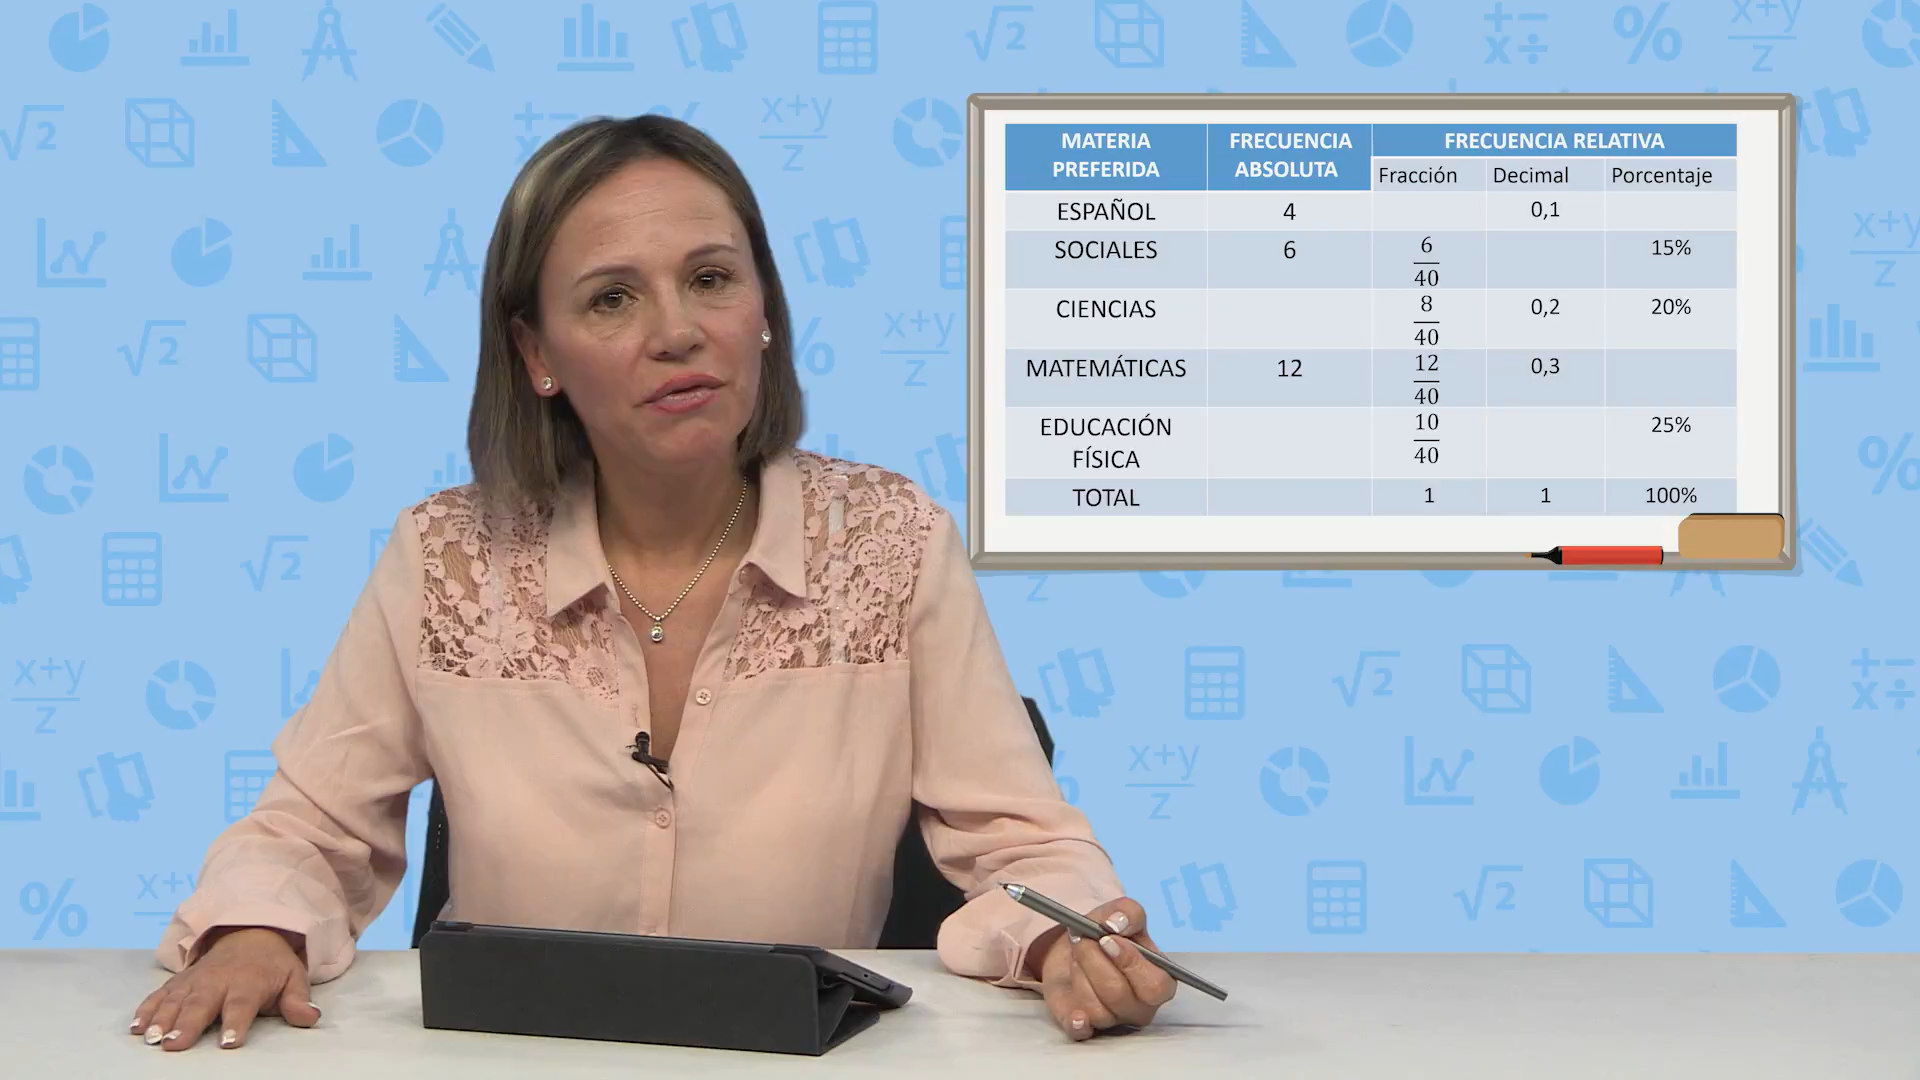 MATERIA PREFERIDA FRECUENCIA ABSOLUTA FRECUENCIA RELATIVA
Fracción Decimal Porcentaje
ESPAÑOL 4 0,1
SOCIALES 6 6/40 15%
CIENCIAS 8/40 0,2 20%
MATEMÁTICAS 12 12/40 0,3
EDUCACIÓN FÍSICA 10/40 25%
TOTAL 1 1 100%